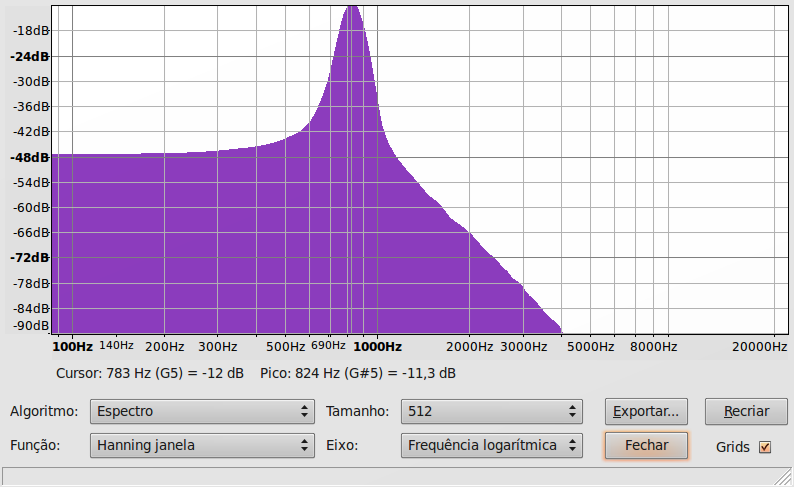 -18dB
-24dB
-30dB
-36dB
-42dB
-48dB
-54dB
-60dB
-66dB
-72dB
-78dB
-84dB
-90dB
100Hz 140Hz 200Hz 300Hz 500Hz 690Hz 1000Hz 2000Hz 3000Hz 5000Hz 8000Hz 20000Hz
Cursor: 783 Hz (G5) = -12 dB Pico: 824 Hz (G#5) = -11,3 dB
Algoritmo: Espectro Tamanho: 512 Exportar... Recriar
Função: Hanning janela Eixo: Frequência logarítmica Fechar Grids